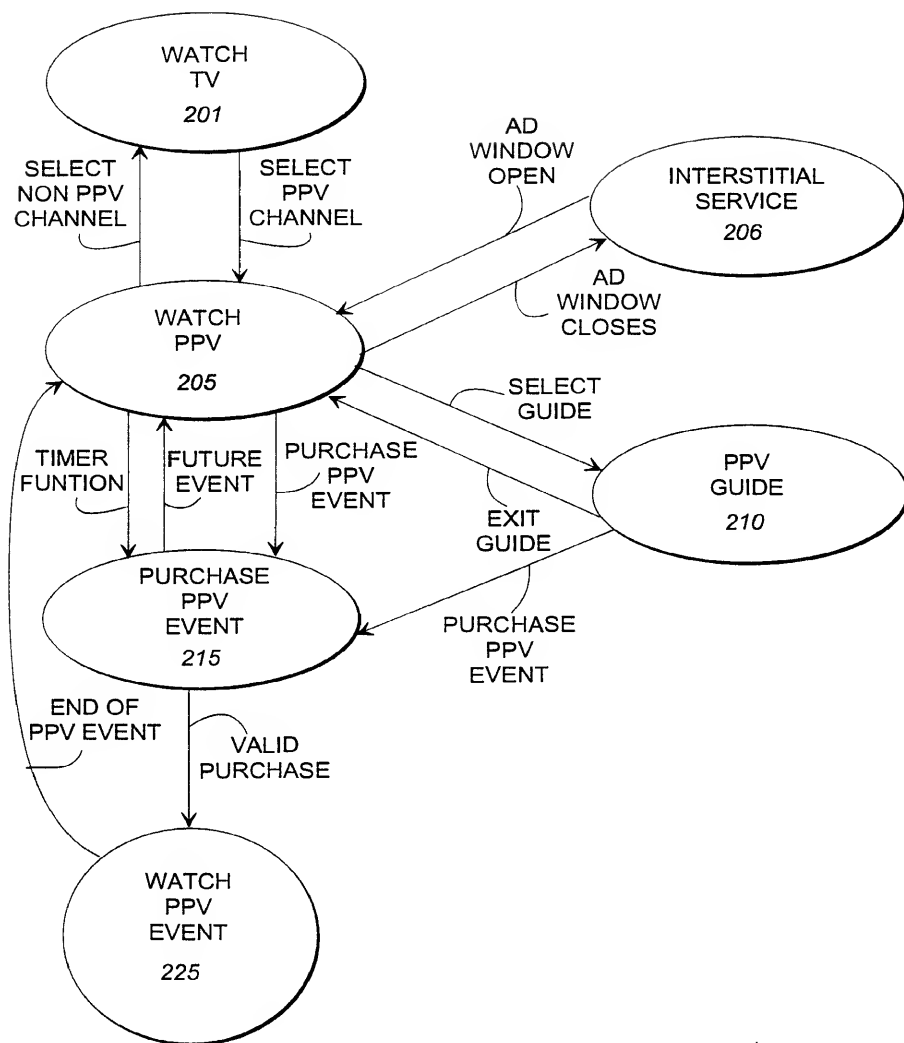 WATCH
TV
201
SELECT
NON PPV
CHANNEL
SELECT
PPV
CHANNEL
AD
WINDOW
OPEN
INTERSTITIAL
SERVICE
206
AD
WINDOW
CLOSES
WATCH
PPV
205
SELECT
GUIDE
TIMER
FUNTION
FUTURE
EVENT
PURCHASE
PPV
EVENT
EXIT
GUIDE
PPV
GUIDE
210
PURCHASE
PPV
EVENT
215
PURCHASE
PPV
EVENT
END OF
PPV EVENT
VALID
PURCHASE
WATCH
PPV
EVENT
225